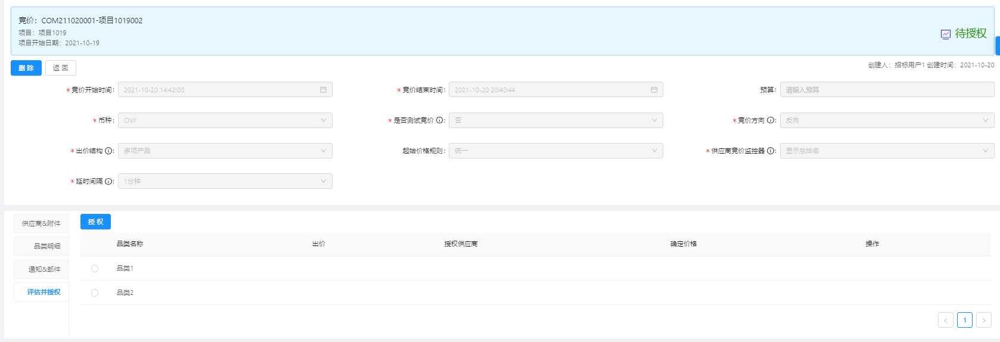 竞价：COM211020001-项目1019002
项目：项目1019
项目开始日期：2021-10-19
待授权
删 除 返 回
创建人：招标用户1 创建时间：2021-10-20
* 竞价开始时间： 2021-10-20 14:42:00
* 竞价结束时间： 2021-10-20 20:40:44
预算： 请输入预算
* 币种： CNY
* 是否测试竞价 ： 否
* 竞价方向 ： 反向
* 出价结构 ： 多项产品
起始价格规则： 统一
* 供应商竞价监控器 ： 显示总排名
* 延时间隔 ： 1分钟
供应商&附件
品类明细
通知&邮件
评估并授权
授 权
品类名称 出价 授权供应商 确定价格 操作
品类1
品类2
< 1 >